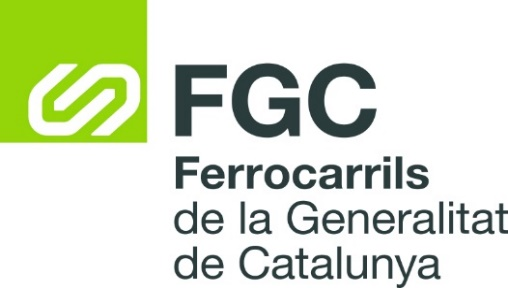 FGC
Ferrocarrils
de la Generalitat
de Catalunya